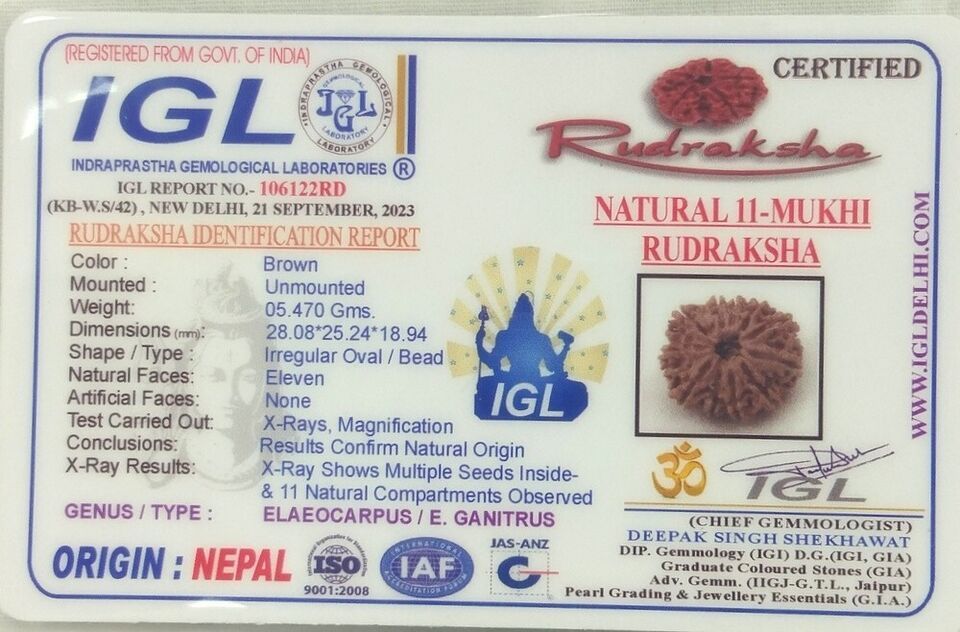 (REGISTERED FROM GOVT. OF INDIA)
IGL
INDRAPRASTHA GEMOLOGICAL LABORATORY
GEMOLOGICAL
IGL
LABORATORY
INDRAPRASTHA GEMOLOGICAL LABORATORIES ®
IGL REPORT NO.- 106122RD
(KB-W.S/42) , NEW DELHI, 21 SEPTEMBER, 2023
RUDRAKSHA IDENTIFICATION REPORT
Color : Brown
Mounted : Unmounted
Weight: 05.470 Gms.
Dimensions (mm): 28.08*25.24*18.94
Shape / Type : Irregular Oval / Bead
Natural Faces: Eleven
Artificial Faces: None
Test Carried Out: X-Rays, Magnification
Conclusions: Results Confirm Natural Origin
X-Ray Results: X-Ray Shows Multiple Seeds Inside-
& 11 Natural Compartments Observed
GENUS / TYPE : ELAEOCARPUS / E. GANITRUS
ORIGIN : NEPAL
ISO
9001:2008
INTERNATIONAL
IAF
ACCREDITATION FORUM
JAS-ANZ
C
IGL
CERTIFIED
Rudraksha
NATURAL 11-MUKHI
RUDRAKSHA
WWW.IGLDELHI.COM
ॐ
IGL
(CHIEF GEMMOLOGIST)
DEEPAK SINGH SHEKHAWAT
DIP. Gemmology (IGI) D.G.(IGI, GIA)
Graduate Coloured Stones (GIA)
Adv. Gemm. (IIGJ-G.T.L., Jaipur)
Pearl Grading & Jewellery Essentials (G.I.A.)